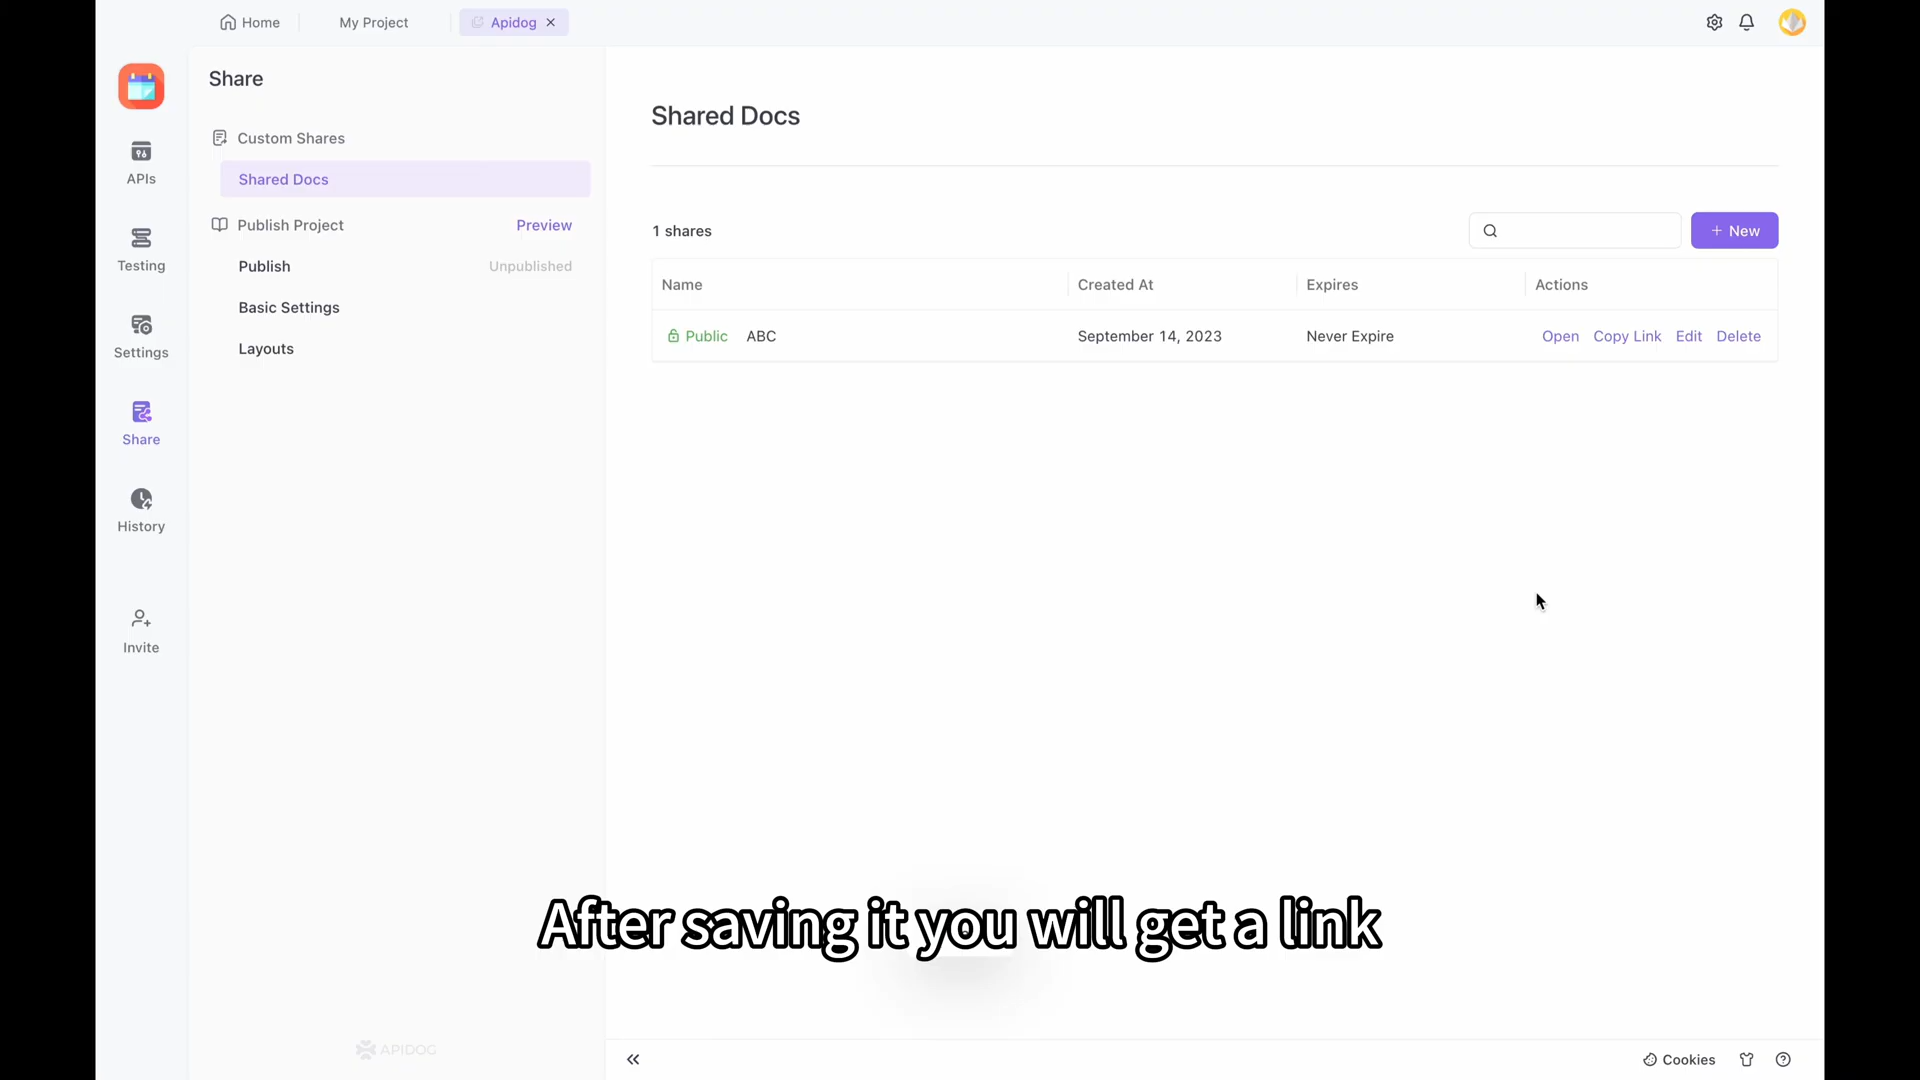 Home
My Project
Apidog
Share
Custom Shares
Shared Docs
Publish Project
Preview
Publish
Unpublished
Basic Settings
Layouts
APIs
Testing
Settings
Share
History
Invite
Shared Docs
1 shares
+ New
Name
Created At
Expires
Actions
Public
ABC
September 14, 2023
Never Expire
Open
Copy Link
Edit
Delete
After saving it you will get a link
APIDOG
Cookies